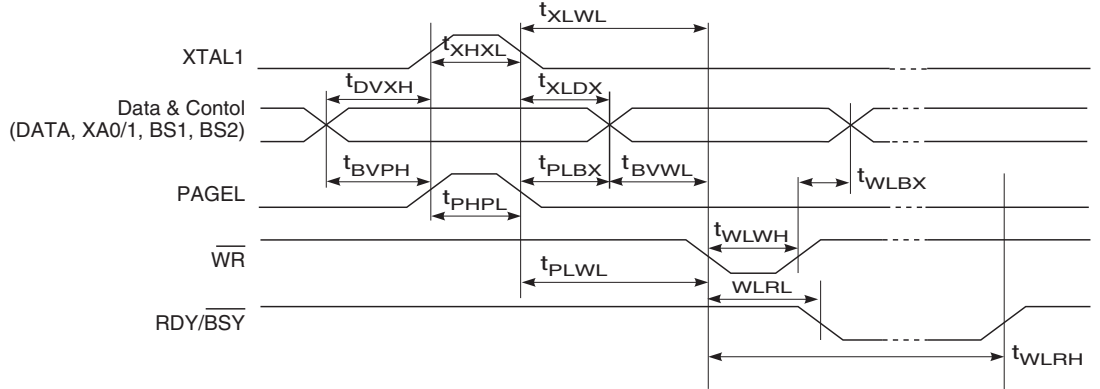 tXLWL
XTAL1
tXHXL
tDVXH
tXLDX
Data & Contol
(DATA, XA0/1, BS1, BS2)
tBVPH
tPLBX
tBVWL
tWLBX
PAGEL
tPHPL
tWLWH
WR
tPLWL
WLRL
RDY/BSY
tWLRH